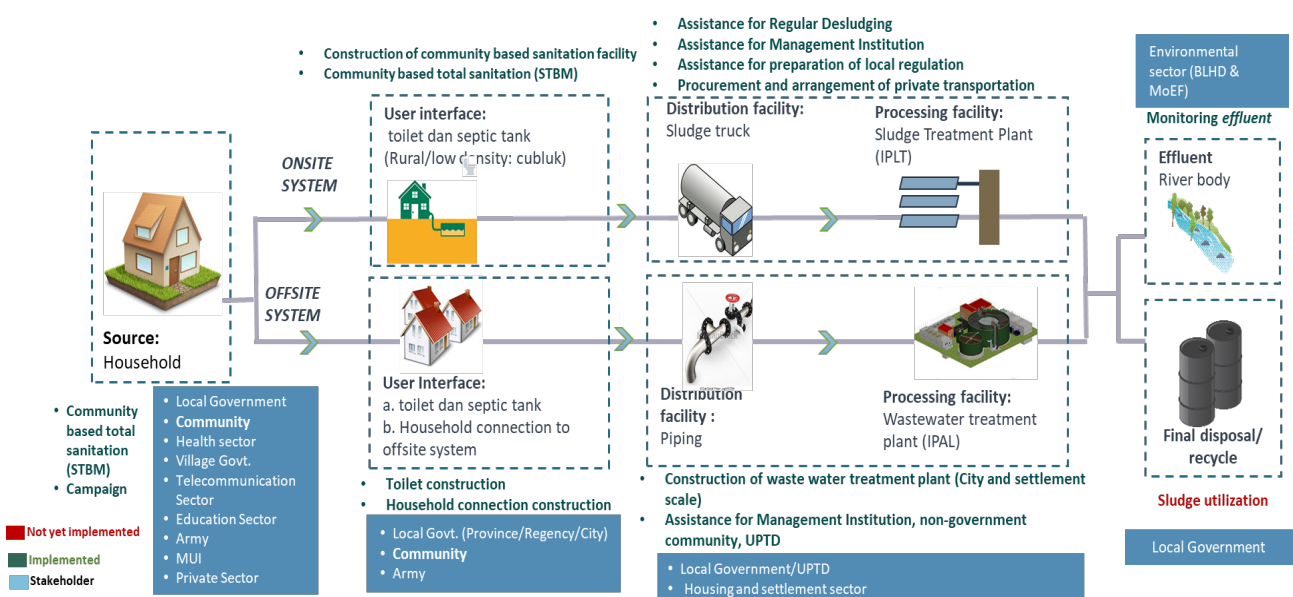 • Construction of community based sanitation facility
• Community based total sanitation (STBM)
• Assistance for Regular Desludging
• Assistance for Management Institution
• Assistance for preparation of local regulation
• Procurement and arrangement of private transportation
Environmental
sector (BLHD &
MoEF)
Monitoring effluent
ONSITE
SYSTEM
User interface:
toilet dan septic tank
(Rural/low density: cubluk)
Distribution facility:
Sludge truck
Processing facility:
Sludge Treatment Plant
(IPLT)
Effluent
River body
Source:
Household
OFFSITE
SYSTEM
User Interface:
a. toilet dan septic tank
b. Household connection to
offsite system
Distribution
facility :
Piping
Processing facility:
Wastewater treatment
plant (IPAL)
Final disposal/
recycle
Sludge utilization
Local Government
• Community
based total
sanitation
(STBM)
• Campaign
• Local Government
• Community
• Health sector
• Village Govt.
• Telecommunication
Sector
• Education Sector
• Army
• MUI
• Private Sector
• Toilet construction
• Household connection construction
• Local Govt. (Province/Regency/City)
• Community
• Army
• Construction of waste water treatment plant (City and settlement
scale)
• Assistance for Management Institution, non-government
community, UPTD
• Local Government/UPTD
• Housing and settlement sector
Not yet implemented
Implemented
Stakeholder